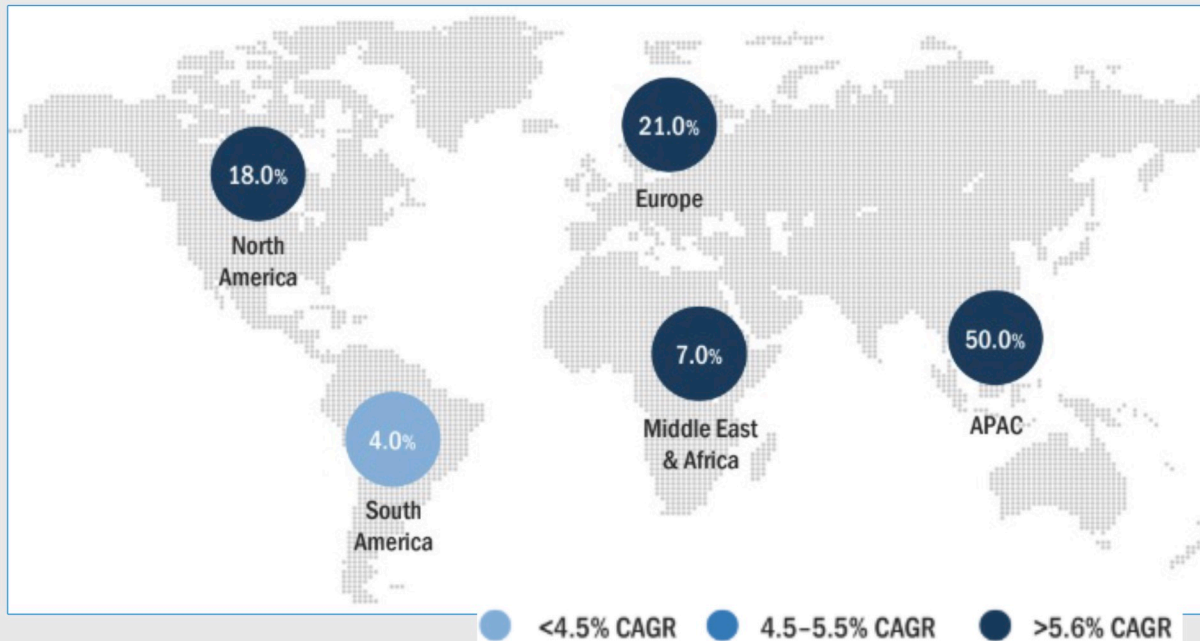 21.0%
Europe
18.0%
North
America
50.0%
APAC
7.0%
Middle East
& Africa
4.0%
South
America
<4.5% CAGR
4.5–5.5% CAGR
>5.6% CAGR